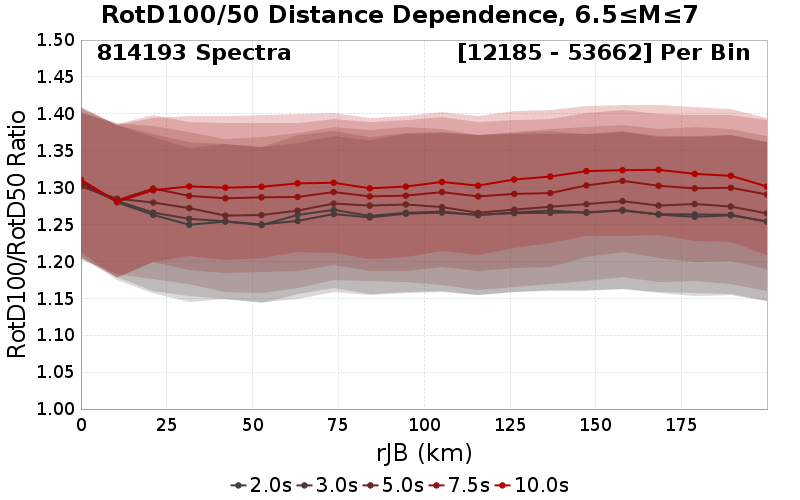 RotD100/50 Distance Dependence, 6.5≤M≤7
814193 Spectra [12185 - 53662] Per Bin
1.50
1.45
1.40
1.35
1.30
1.25
1.20
1.15
1.10
1.05
1.00
RotD100/RotD50 Ratio
0 25 50 75 100 125 150 175
rJB (km)
2.0s 3.0s 5.0s 7.5s 10.0s